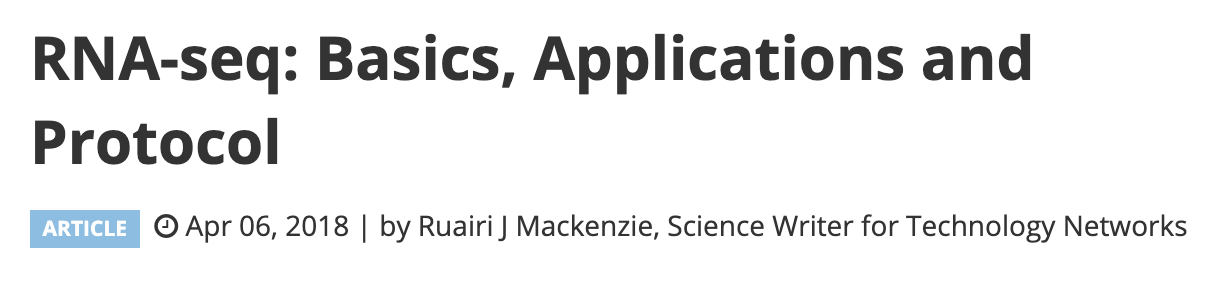 RNA-seq: Basics, Applications and
Protocol
ARTICLE Apr 06, 2018 | by Ruairi J Mackenzie, Science Writer for Technology Networks